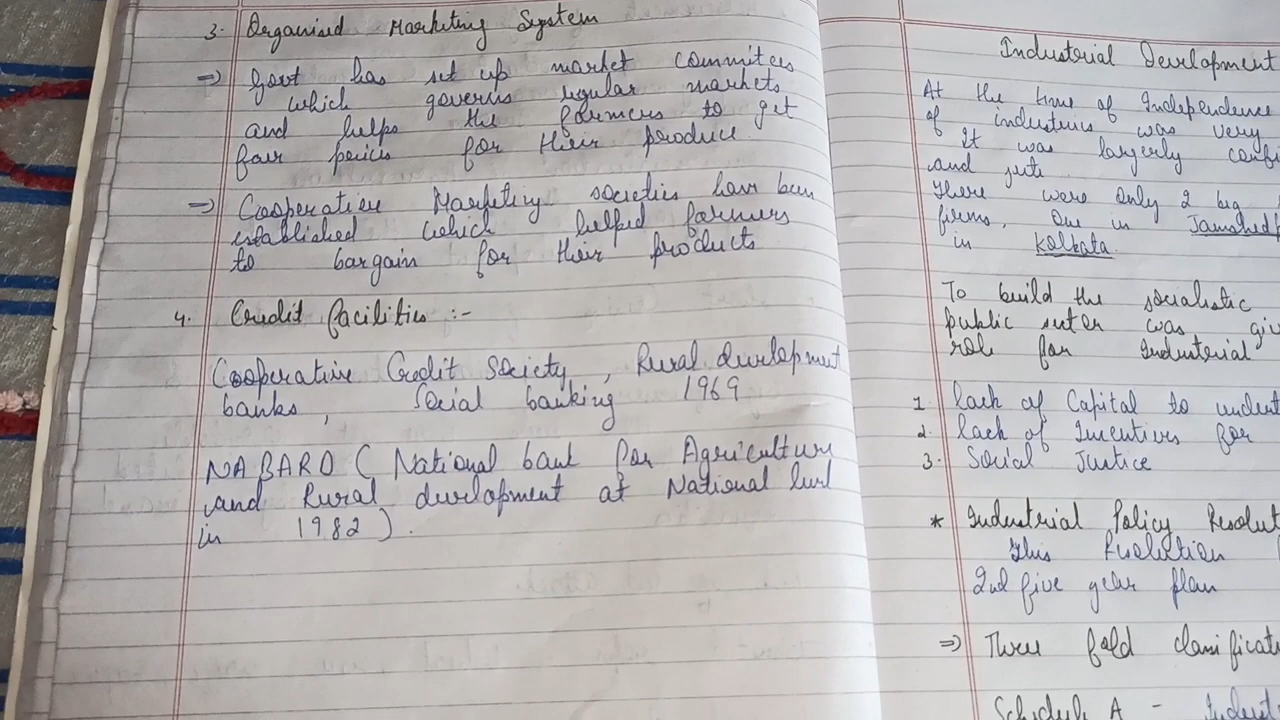 3. Organised Marketing System
=> Govt has set up market commitees
which governs regular markets
and helps the farmers to get
fair prices for their produce
=> Cooperative Marketing societies have been
established which helped farmers
to bargain for their products
4. Credit facilities :-
Cooperative Credit Society, Rural development
banks, Social banking 1969
NABARD ( National bank for Agriculture
and Rural development at National level
in 1982 ).
Industrial Development
At the time of Independence
of industries was very
It was largerly
and jute
There were only 2 big
firms, One in
in Kolkata.
To build the socialistic
public sector was
role for Industrial
1. lack of Capital to
2. lack of Incentives for
3. Social Justice
* Industrial Policy
This Resolution
2nd five year plan
=> Three fold
Schedule A -